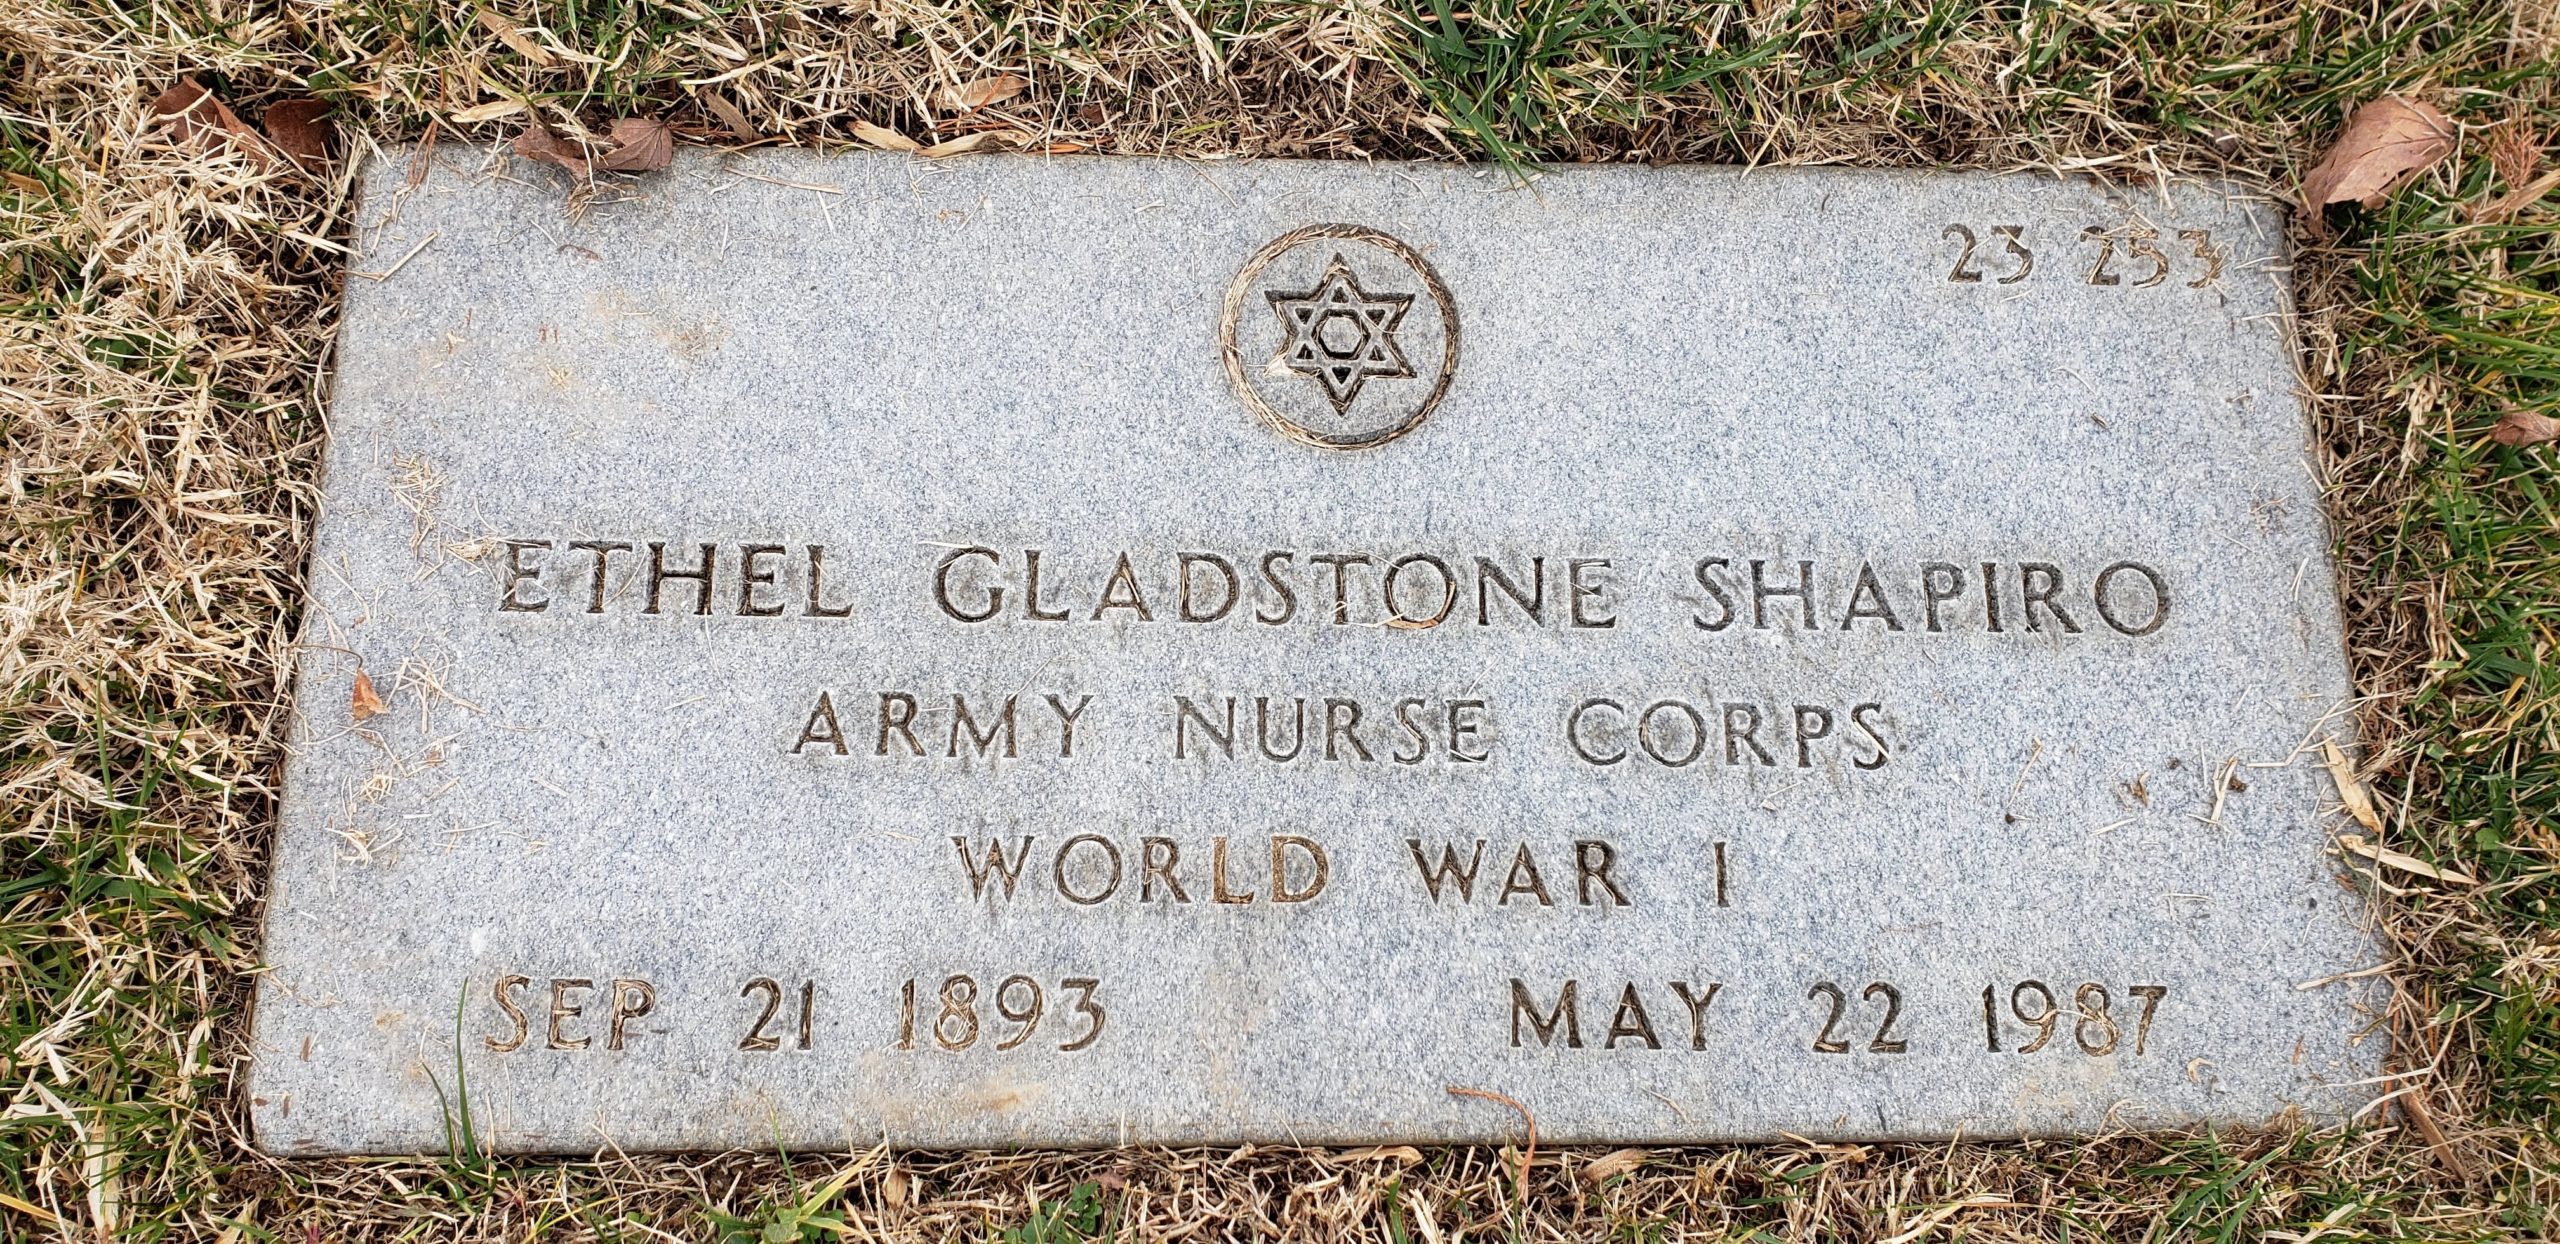 23 253
ETHEL GLADSTONE SHAPIRO
ARMY NURSE CORPS
WORLD WAR I
SEP 21 1893 MAY 22 1987